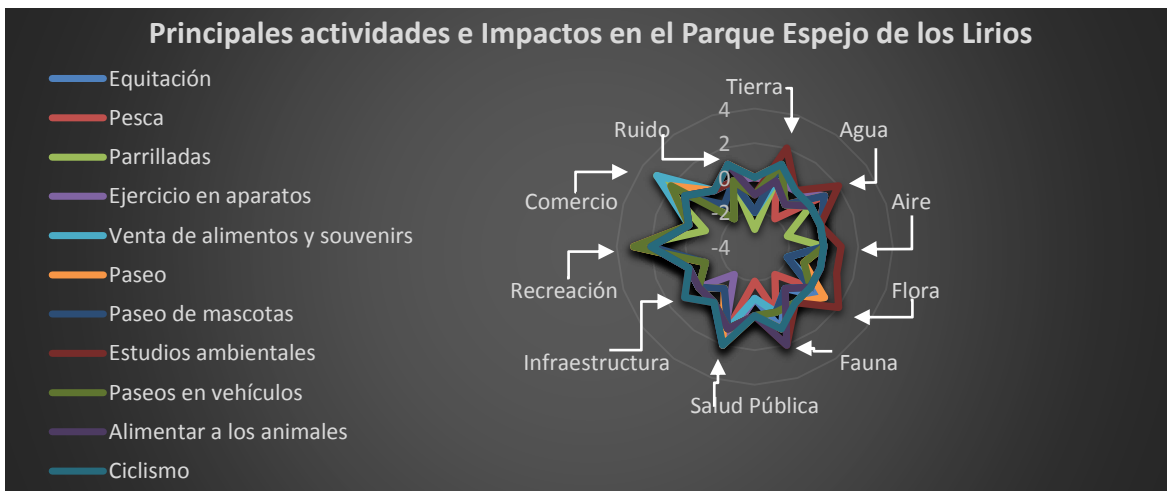 Principales actividades e Impactos en el Parque Espejo de los Lirios
Equitación
Pesca
Parrilladas
Ejercicio en aparatos
Venta de alimentos y souvenirs
Paseo
Paseo de mascotas
Estudios ambientales
Paseos en vehículos
Alimentar a los animales
Ciclismo
Tierra
Agua
Aire
Flora
Fauna
Salud Pública
Infraestructura
Recreación
Comercio
Ruido
4
2
0
-2
-4